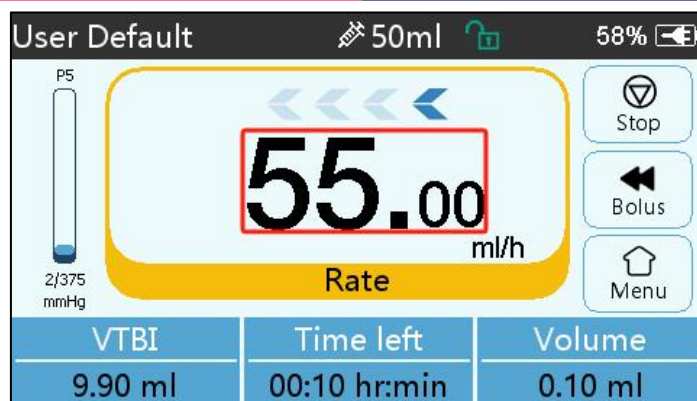 User Default 50ml 58%
P5
55.00
ml/h
Rate
2/375
mmHg
Stop
Bolus
Menu
VTBI Time left Volume
9.90 ml 00:10 hr:min 0.10 ml